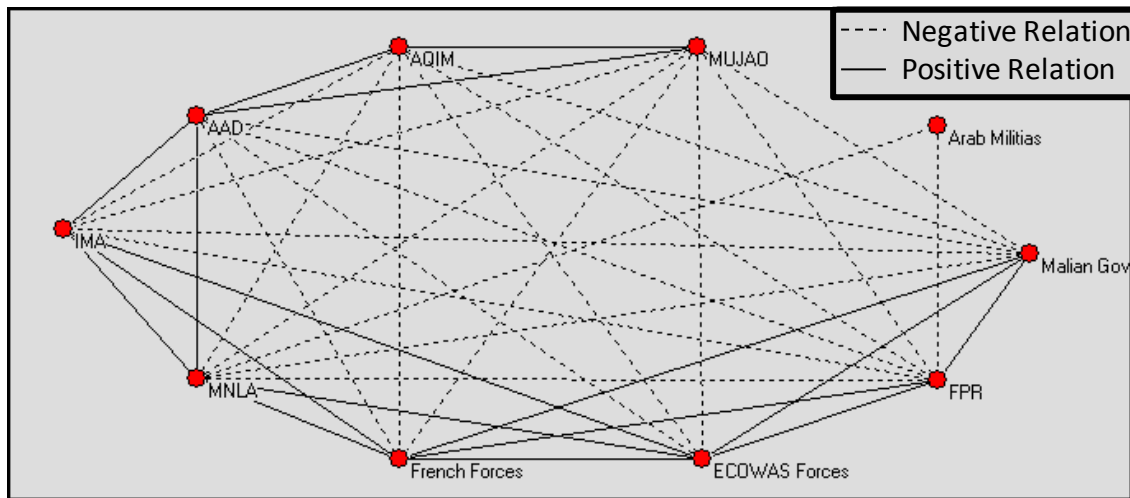 Negative Relation
Positive Relation
AQIM
MUJAO
AAD
Arab Militias
IMA
Malian Gov
MNLA
FPR
French Forces
ECOWAS Forces